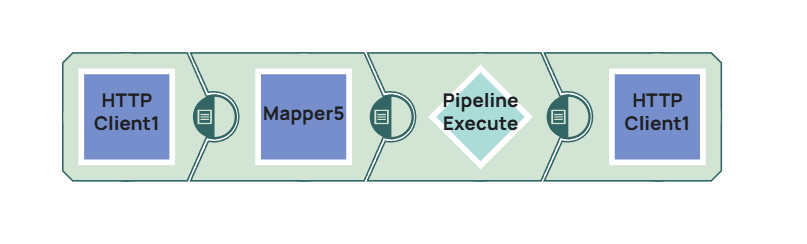 HTTP
Client1
Mapper5
Pipeline
Execute
HTTP
Client1